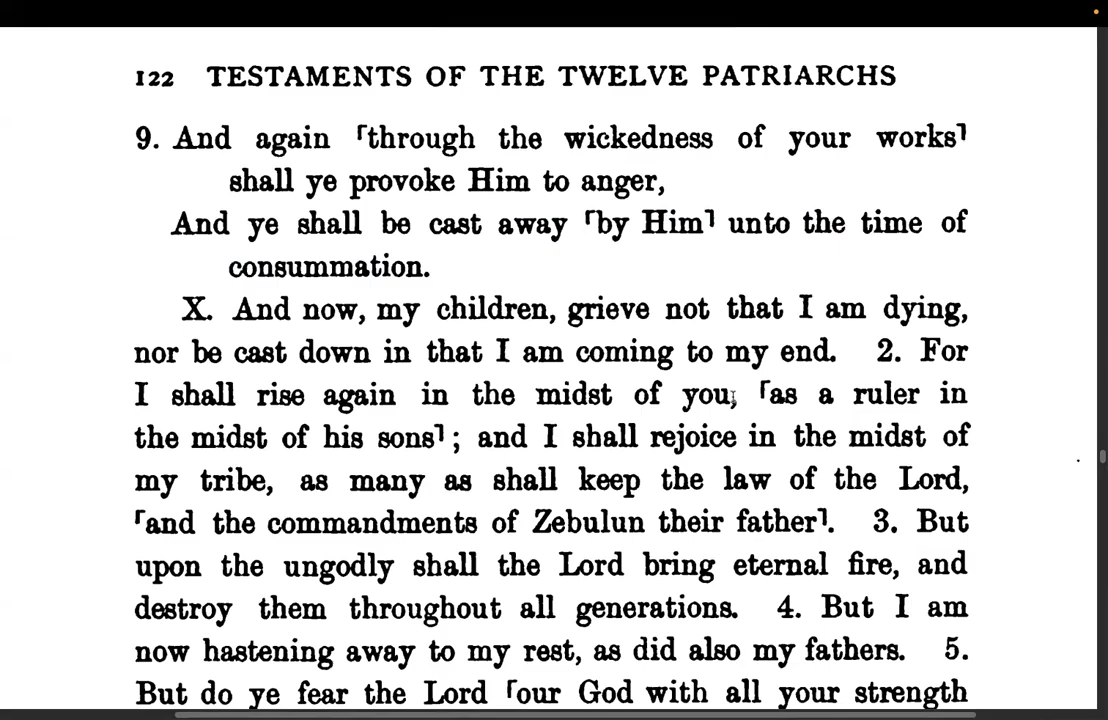 122 TESTAMENTS OF THE TWELVE PATRIARCHS
9. And again ⌜through the wickedness of your works⌝
shall ye provoke Him to anger,
And ye shall be cast away ⌜by Him⌝ unto the time of
consummation.
X. And now, my children, grieve not that I am dying,
nor be cast down in that I am coming to my end. 2. For
I shall rise again in the midst of you, ⌜as a ruler in
the midst of his sons⌝; and I shall rejoice in the midst of
my tribe, as many as shall keep the law of the Lord,
⌜and the commandments of Zebulun their father⌝. 3. But
upon the ungodly shall the Lord bring eternal fire, and
destroy them throughout all generations. 4. But I am
now hastening away to my rest, as did also my fathers. 5.
But do ye fear the Lord ⌜our God with all your strength